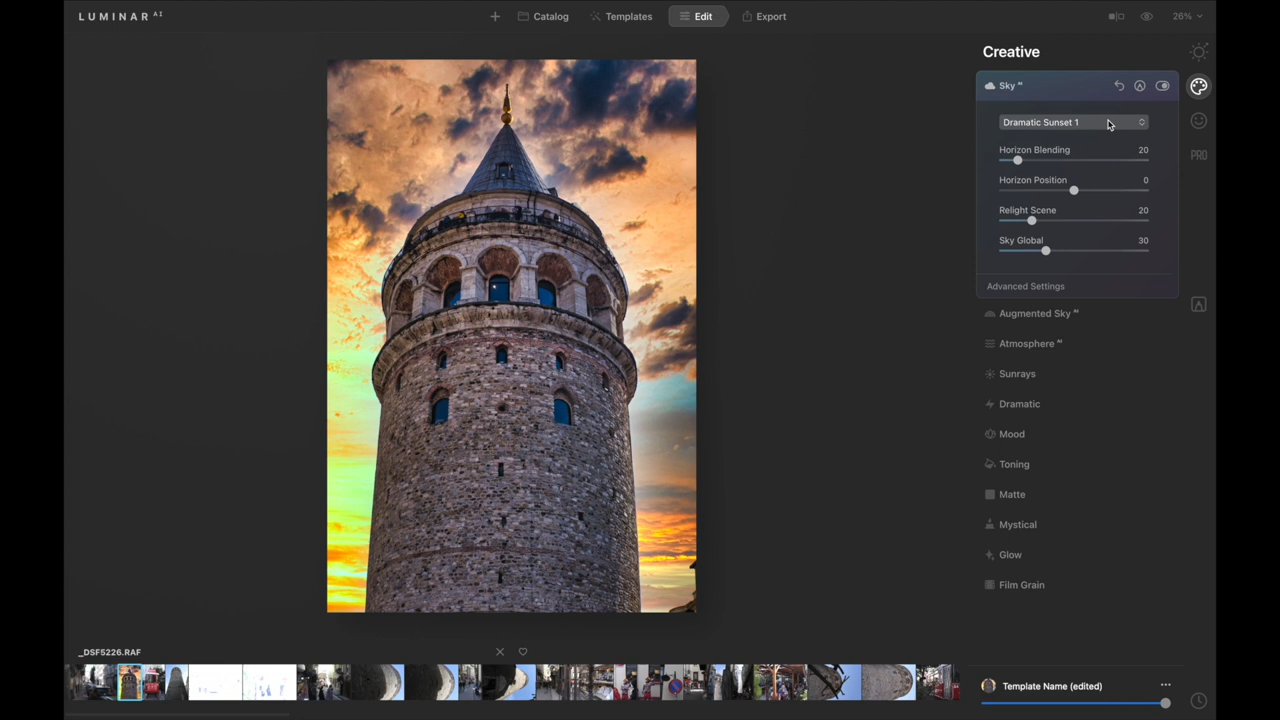 LUMINAR AI
Catalog
Templates
Edit
Export
26%
Creative
Sky AI
Dramatic Sunset 1
Horizon Blending 20
Horizon Position 0
Relight Scene 20
Sky Global 30
Advanced Settings
Augmented Sky AI
Atmosphere AI
Sunrays
Dramatic
Mood
Toning
Matte
Mystical
Glow
Film Grain
PRO
_DSF5226.RAF
Template Name (edited)